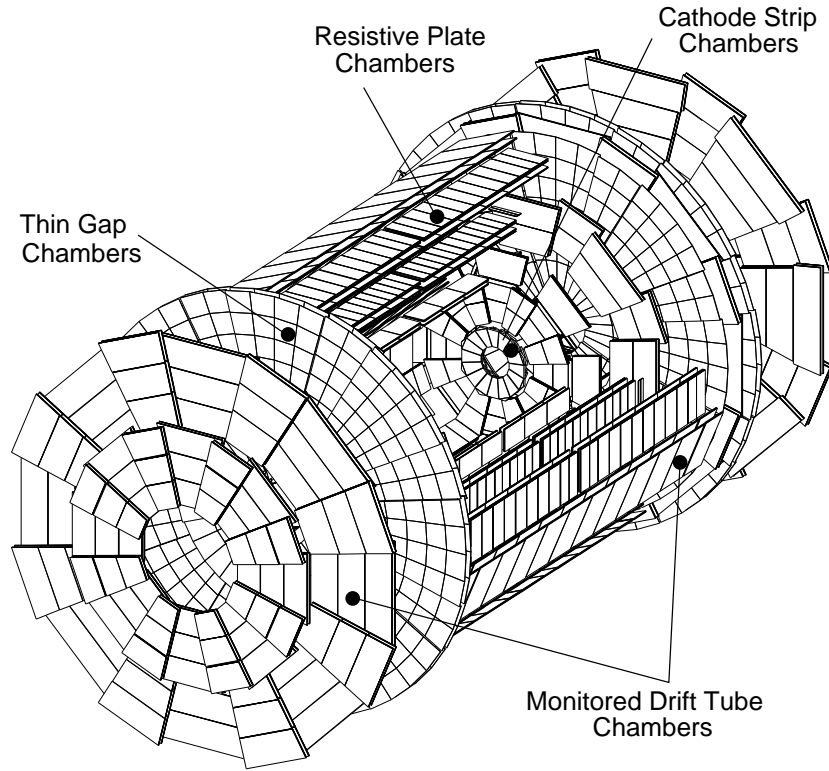 Cathode Strip
Chambers
Resistive Plate
Chambers
Thin Gap
Chambers
Monitored Drift Tube
Chambers